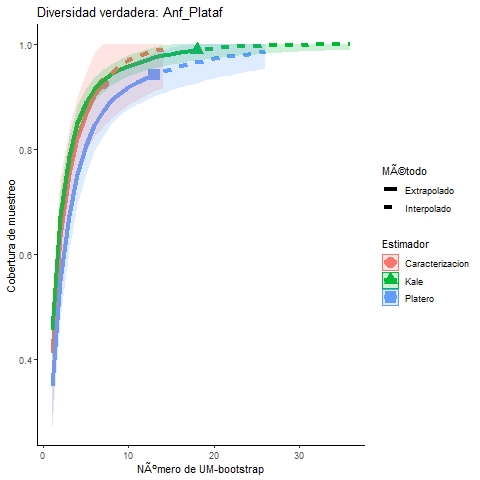 Diversidad verdadera: Anf_Plataf
1.0
0.8
0.6
0.4
Cobertura de muestreo
0
10
20
30
NÃºmero de UM-bootstrap
MÃ©todo
Extrapolado
Interpolado
Estimador
Caracterizacion
Kale
Platero